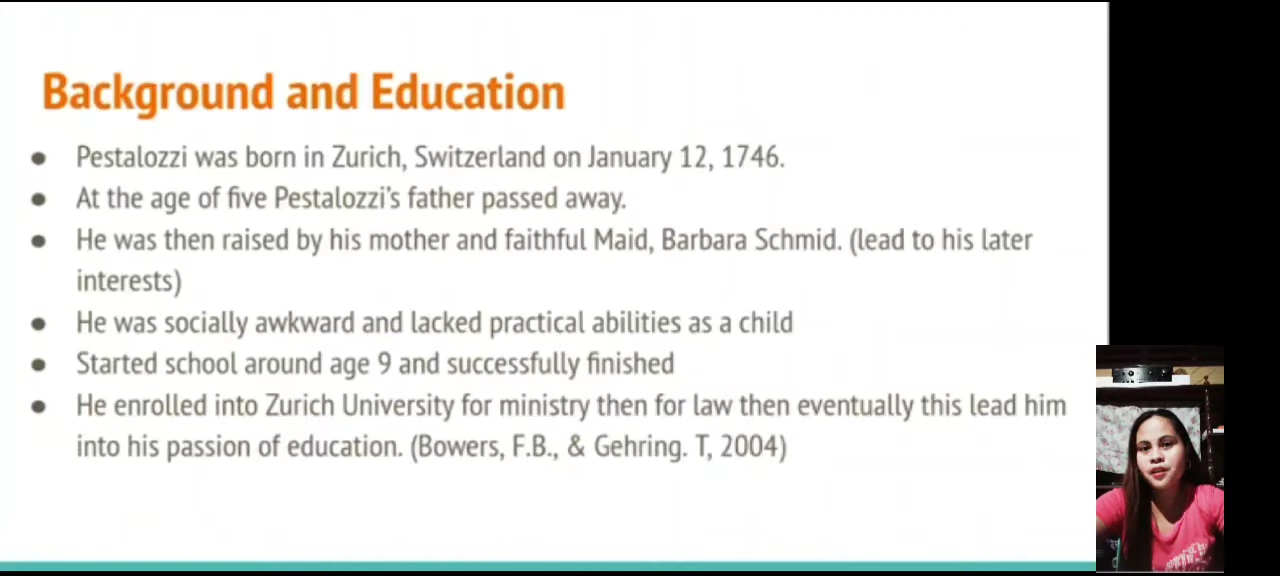 Background and Education
● Pestalozzi was born in Zurich, Switzerland on January 12, 1746.
● At the age of five Pestalozzi's father passed away.
● He was then raised by his mother and faithful Maid, Barbara Schmid. (lead to his later
interests)
● He was socially awkward and lacked practical abilities as a child
● Started school around age 9 and successfully finished
● He enrolled into Zurich University for ministry then for law then eventually this lead him
into his passion of education. (Bowers, F.B., & Gehring. T, 2004)